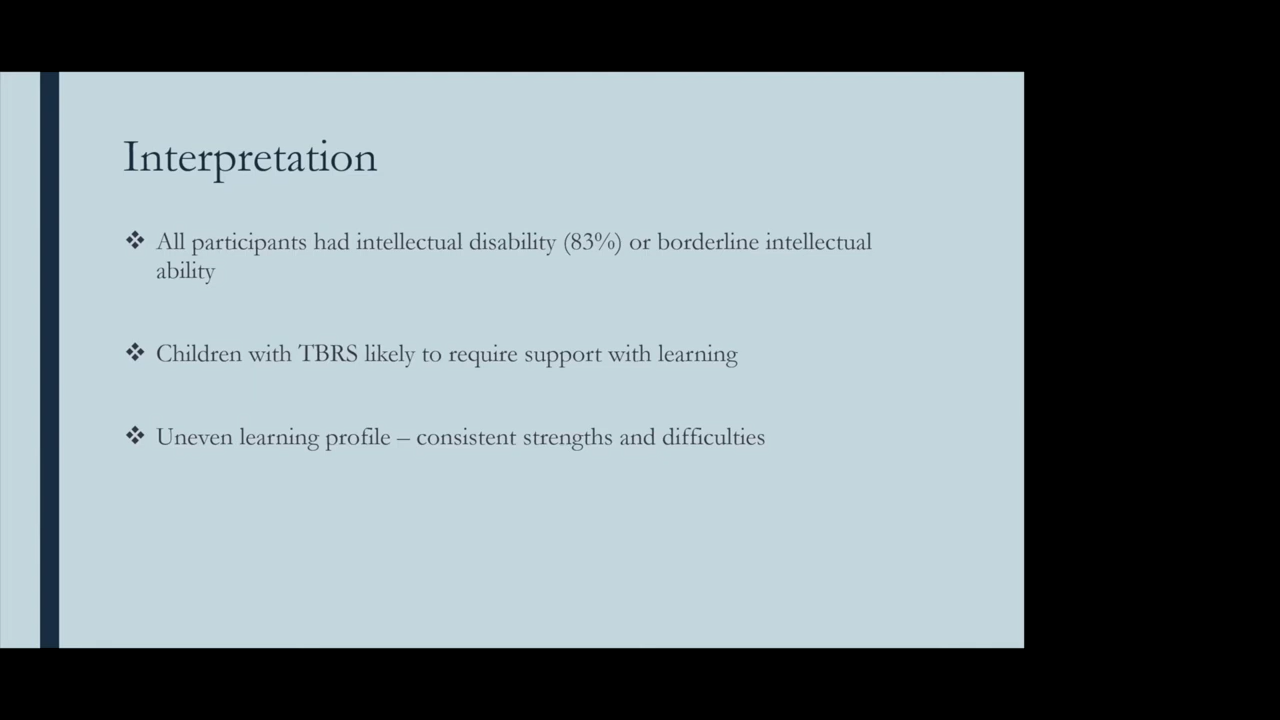 Interpretation
❖ All participants had intellectual disability (83%) or borderline intellectual
ability
❖ Children with TBRS likely to require support with learning
❖ Uneven learning profile – consistent strengths and difficulties